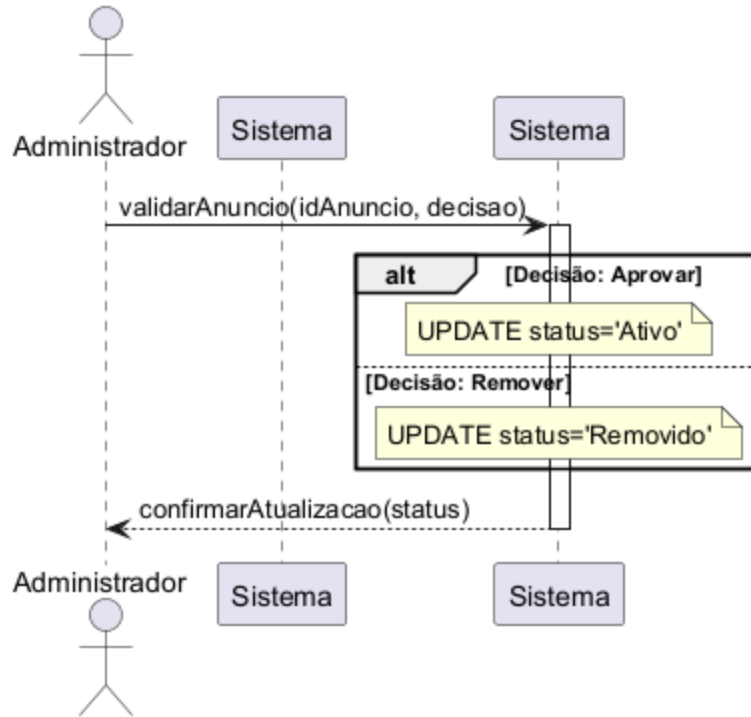 Administrador
Sistema
Sistema
validarAnuncio(idAnuncio, decisao)
alt
[Decisão: Aprovar]
UPDATE status='Ativo'
[Decisão: Remover]
UPDATE status='Removido'
confirmarAtualizacao(status)
Administrador
Sistema
Sistema